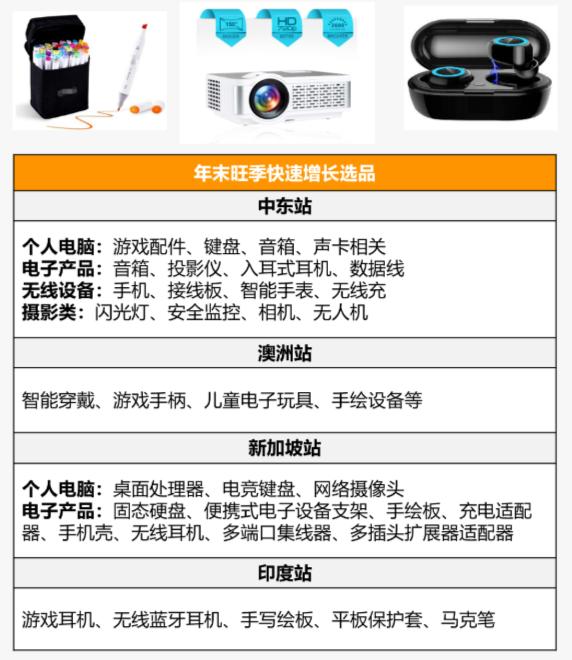 150"
HD
720P
年末旺季快速增长选品
中东站
个人电脑：游戏配件、键盘、音箱、声卡相关
电子产品：音箱、投影仪、入耳式耳机、数据线
无线设备：手机、接线板、智能手表、无线充
摄影类：闪光灯、安全监控、相机、无人机
澳洲站
智能穿戴、游戏手柄、儿童电子玩具、手绘设备等
新加坡站
个人电脑：桌面处理器、电竞键盘、网络摄像头
电子产品：固态硬盘、便携式电子设备支架、手绘板、充电适配
器、手机壳、无线耳机、多端口集线器、多插头扩展器适配器
印度站
游戏耳机、无线蓝牙耳机、手写绘板、平板保护套、马克笔